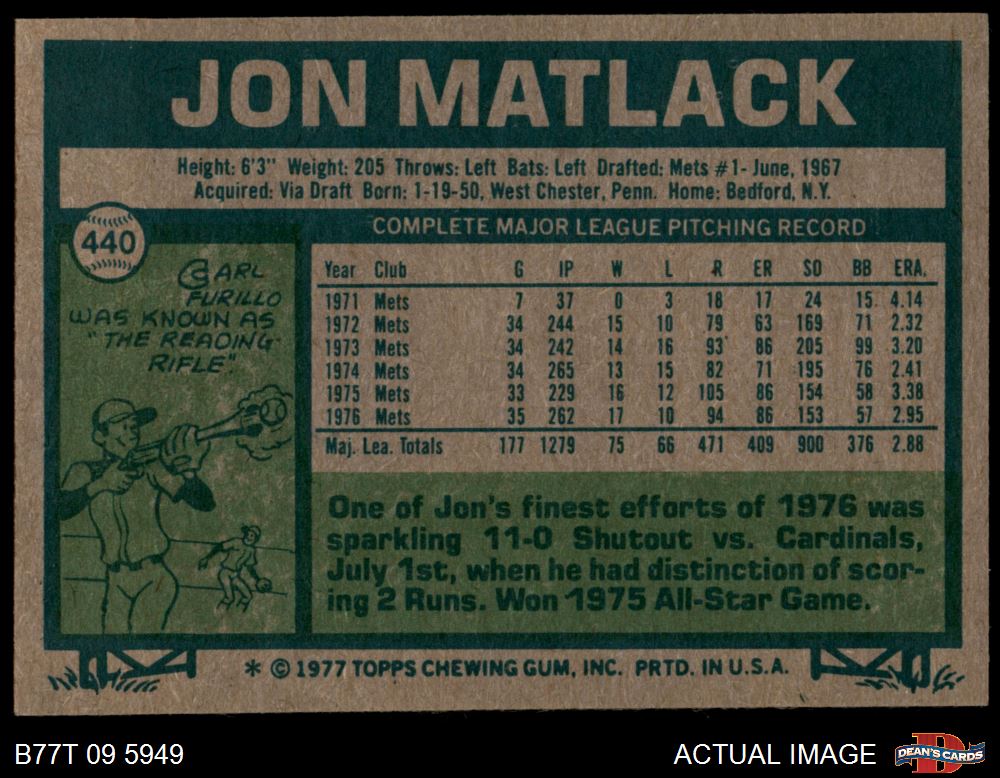 JON MATLACK
Height: 6'3" Weight: 205 Throws: Left Bats: Left Drafted: Mets #1- June, 1967
Acquired: Via Draft Born: 1-19-50, West Chester, Penn. Home: Bedford, N.Y.
440
CARL
FURILLO
WAS KNOWN AS
"THE READING
RIFLE".
COMPLETE MAJOR LEAGUE PITCHING RECORD
Year Club G IP W L R ER SO BB ERA.
1971 Mets 7 37 0 3 18 17 24 15 4.14
1972 Mets 34 244 15 10 79 63 169 71 2.32
1973 Mets 34 242 14 16 93 86 205 99 3.20
1974 Mets 34 265 13 15 82 71 195 76 2.41
1975 Mets 33 229 16 12 105 86 154 58 3.38
1976 Mets 35 262 17 10 94 86 153 57 2.95
Maj. Lea. Totals 177 1279 75 66 471 409 900 376 2.88
One of Jon's finest efforts of 1976 was
sparkling 11-0 Shutout vs. Cardinals,
July 1st, when he had distinction of scor-
ing 2 Runs. Won 1975 All-Star Game.
* © 1977 TOPPS CHEWING GUM, INC. PRTD. IN U.S.A.
B77T 09 5949
ACTUAL IMAGE
D
DEAN'S CARDS